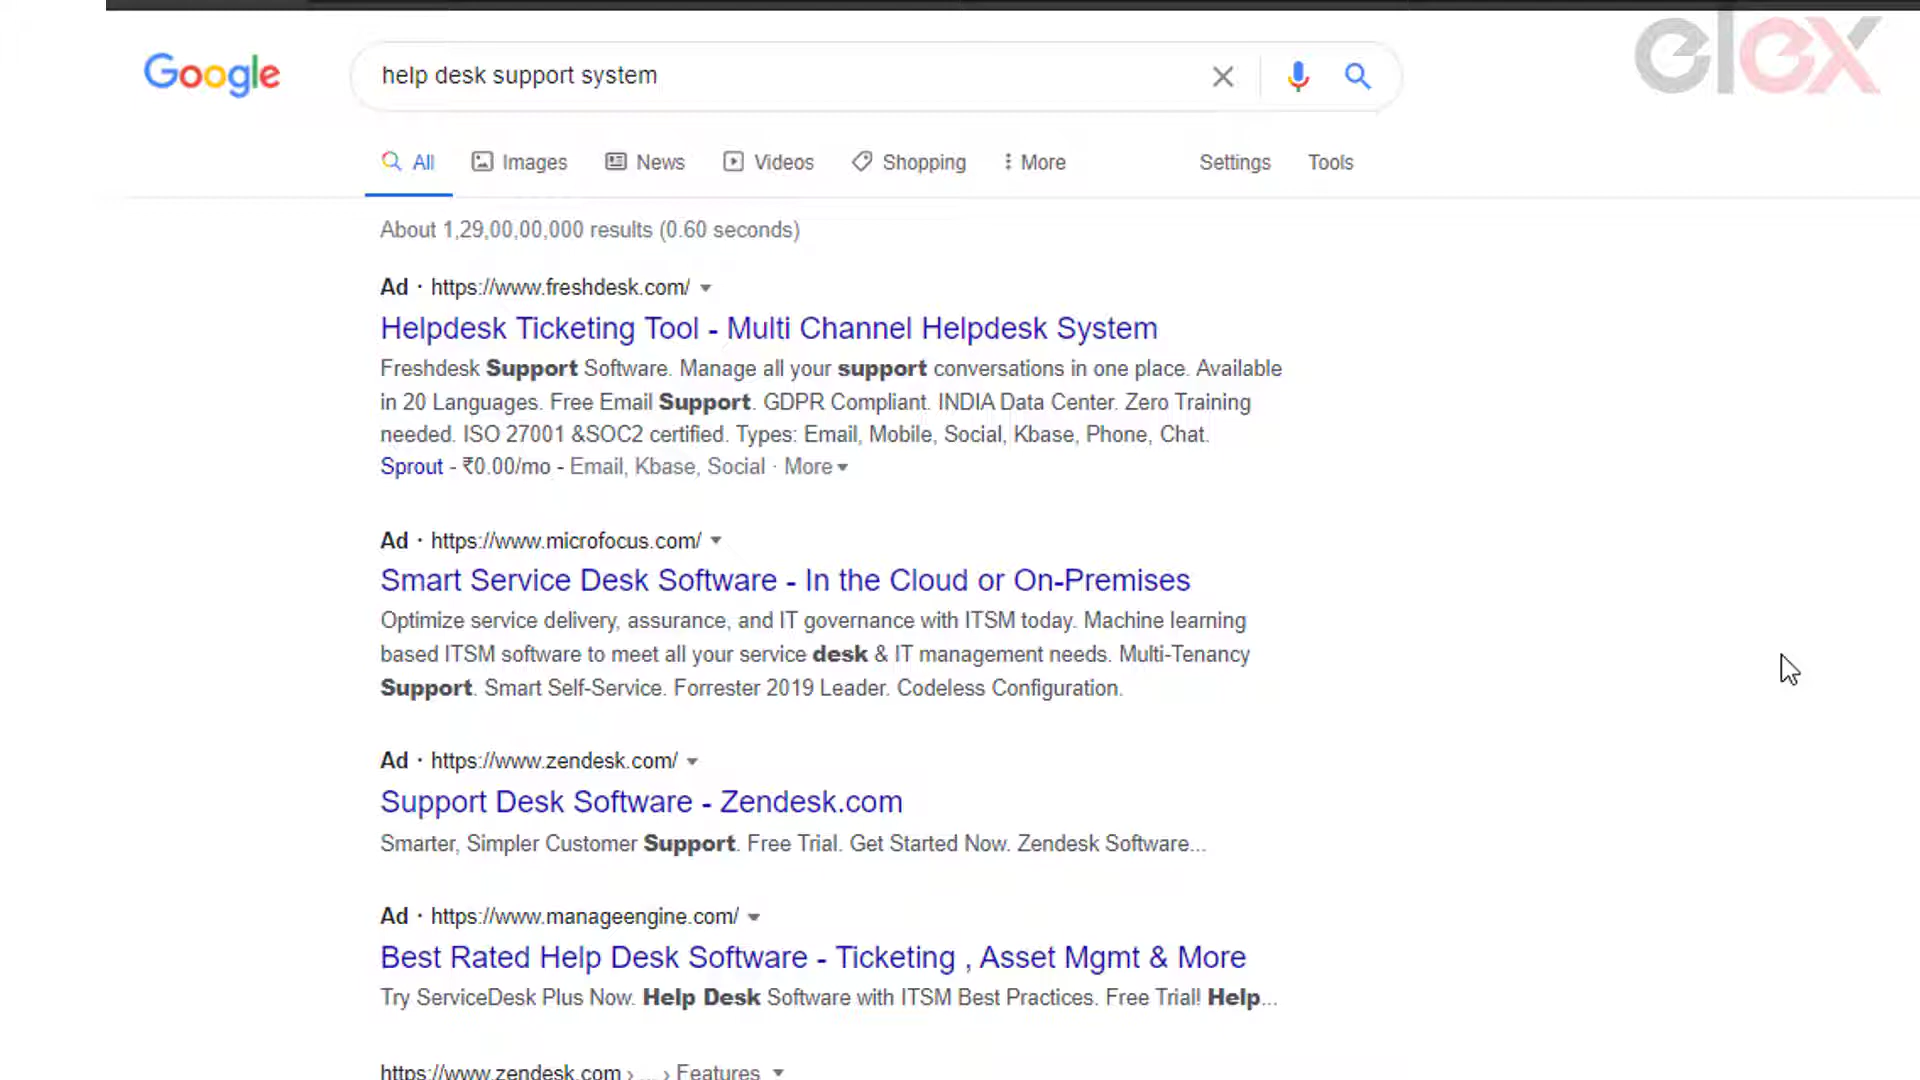 elex
Google
help desk support system
All Images News Videos Shopping More Settings Tools
About 1,29,00,00,000 results (0.60 seconds)
Ad · https://www.freshdesk.com/
Helpdesk Ticketing Tool - Multi Channel Helpdesk System
Freshdesk Support Software. Manage all your support conversations in one place. Available
in 20 Languages. Free Email Support. GDPR Compliant. INDIA Data Center. Zero Training
needed. ISO 27001 &SOC2 certified. Types: Email, Mobile, Social, Kbase, Phone, Chat.
Sprout - ₹0.00/mo - Email, Kbase, Social · More
Ad · https://www.microfocus.com/
Smart Service Desk Software - In the Cloud or On-Premises
Optimize service delivery, assurance, and IT governance with ITSM today. Machine learning
based ITSM software to meet all your service desk & IT management needs. Multi-Tenancy
Support. Smart Self-Service. Forrester 2019 Leader. Codeless Configuration.
Ad · https://www.zendesk.com/
Support Desk Software - Zendesk.com
Smarter, Simpler Customer Support. Free Trial. Get Started Now. Zendesk Software...
Ad · https://www.manageengine.com/
Best Rated Help Desk Software - Ticketing , Asset Mgmt & More
Try ServiceDesk Plus Now. Help Desk Software with ITSM Best Practices. Free Trial! Help...
https://www.zendesk.com › ... › Features